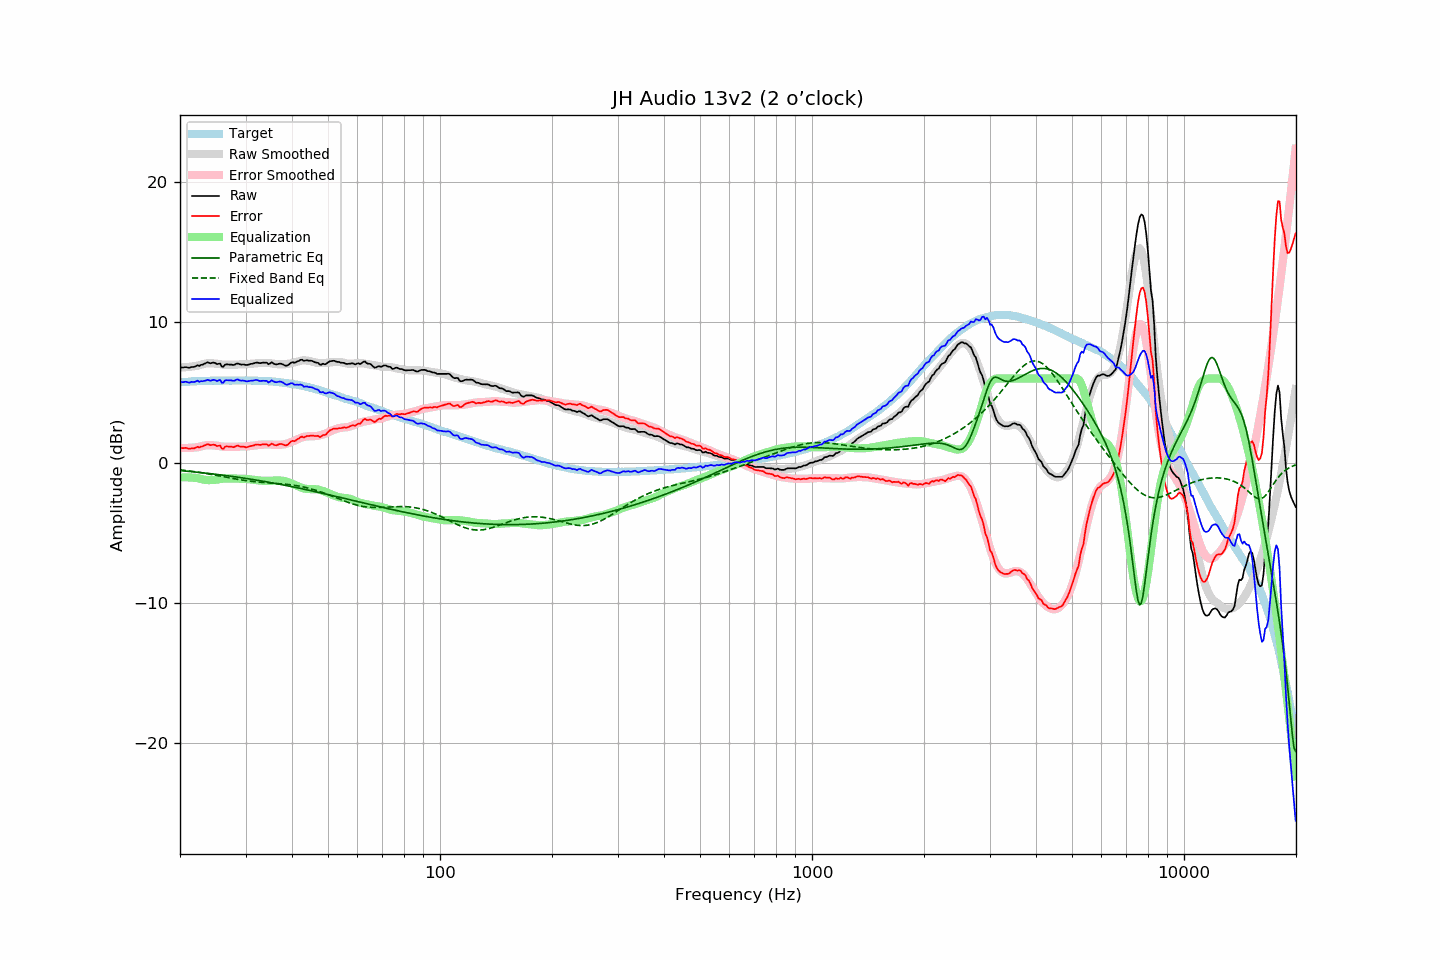 JH Audio 13v2 (2 o’clock)
Target
Raw Smoothed
Error Smoothed
Raw
Error
Equalization
Parametric Eq
Fixed Band Eq
Equalized
20
10
0
−10
−20
Amplitude (dBr)
100
1000
10000
Frequency (Hz)